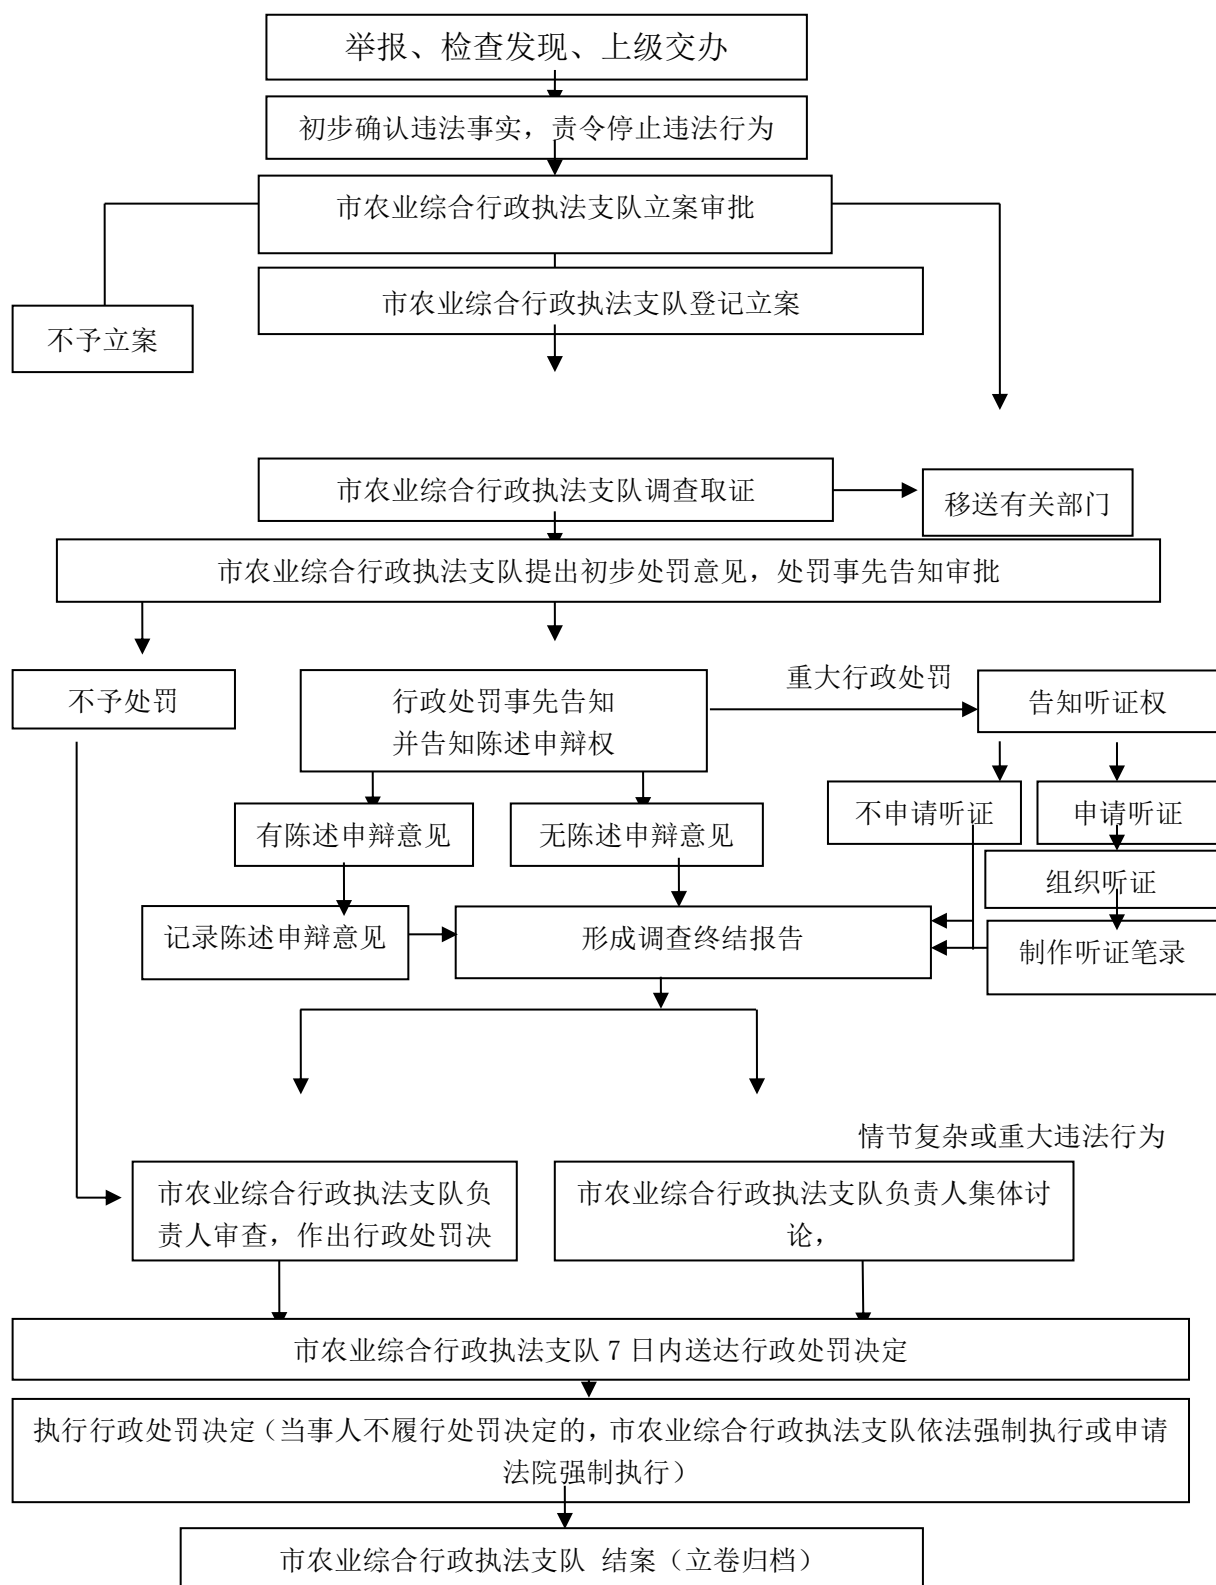 举报、检查发现、上级交办
初步确认违法事实，责令停止违法行为
市农业综合行政执法支队立案审批
市农业综合行政执法支队登记立案
不予立案
市农业综合行政执法支队调查取证
移送有关部门
市农业综合行政执法支队提出初步处罚意见，处罚事先告知审批
不予处罚
行政处罚事先告知
并告知陈述申辩权
重大行政处罚
告知听证权
有陈述申辩意见
无陈述申辩意见
不申请听证
申请听证
组织听证
记录陈述申辩意见
形成调查终结报告
制作听证笔录
情节复杂或重大违法行为
市农业综合行政执法支队负
责人审查，作出行政处罚决
市农业综合行政执法支队负责人集体讨
论，
市农业综合行政执法支队 7 日内送达行政处罚决定
执行行政处罚决定（当事人不履行处罚决定的，市农业综合行政执法支队依法强制执行或申请
法院强制执行）
市农业综合行政执法支队 结案（立卷归档）